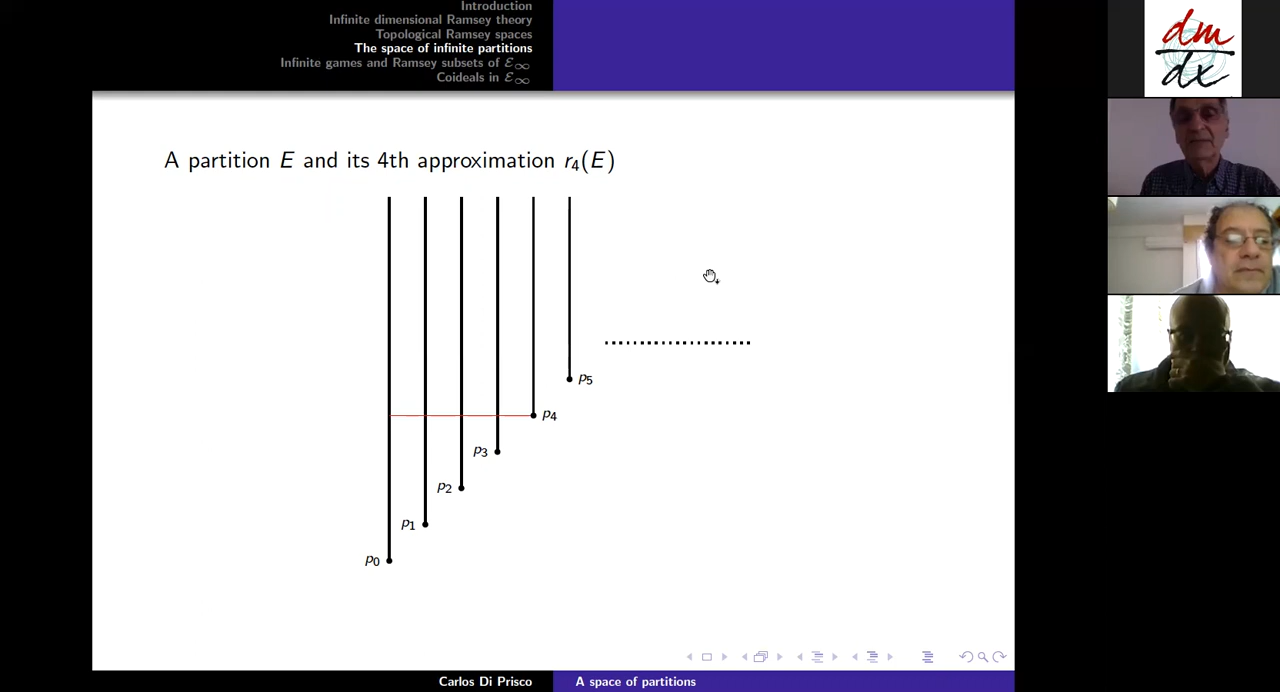 Introduction
Infinite dimensional Ramsey theory
Topological Ramsey spaces
The space of infinite partitions
Infinite games and Ramsey subsets of ℰ∞
Coideals in ℰ∞
dm
dx
A partition E and its 4th approximation r₄(E)
p₅
p₄
p₃
p₂
p₁
p₀
Carlos Di Prisco
A space of partitions